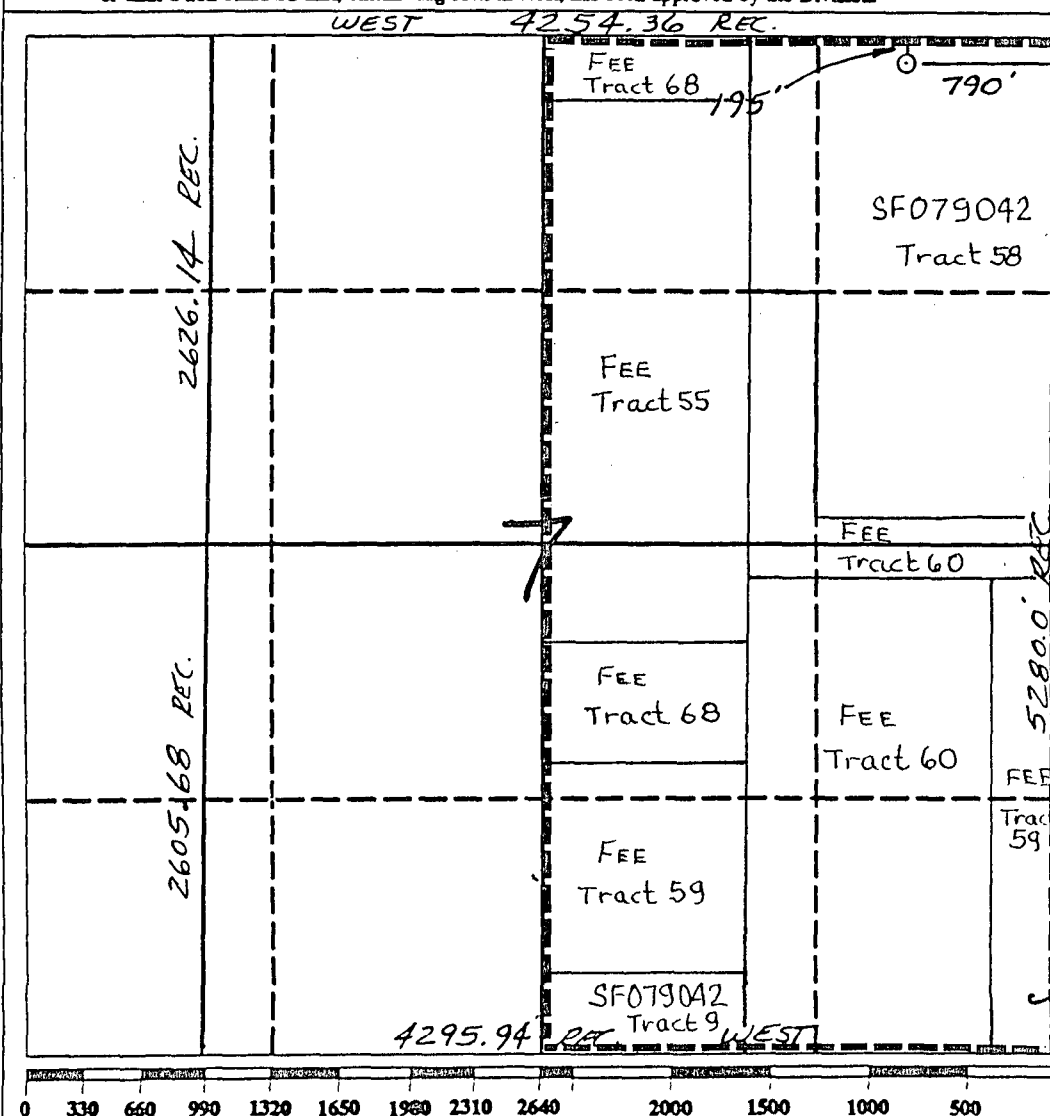 WEST 4254.36 REC.
FEE
Tract 68
195'
790'
2626.14 REC.
SF079042
Tract 58
FEE
Tract 55
7
FEE
Tract 60
5280.0' REC
FEE
Tract 68
FEE
Tract 60
2605.68 REC.
FEE
Trac
59
FEE
Tract 59
SF079042
Tract 9
4295.94' REC. WEST
0 330 660 990 1320 1650 1980 2310 2640 2000 1500 1000 500